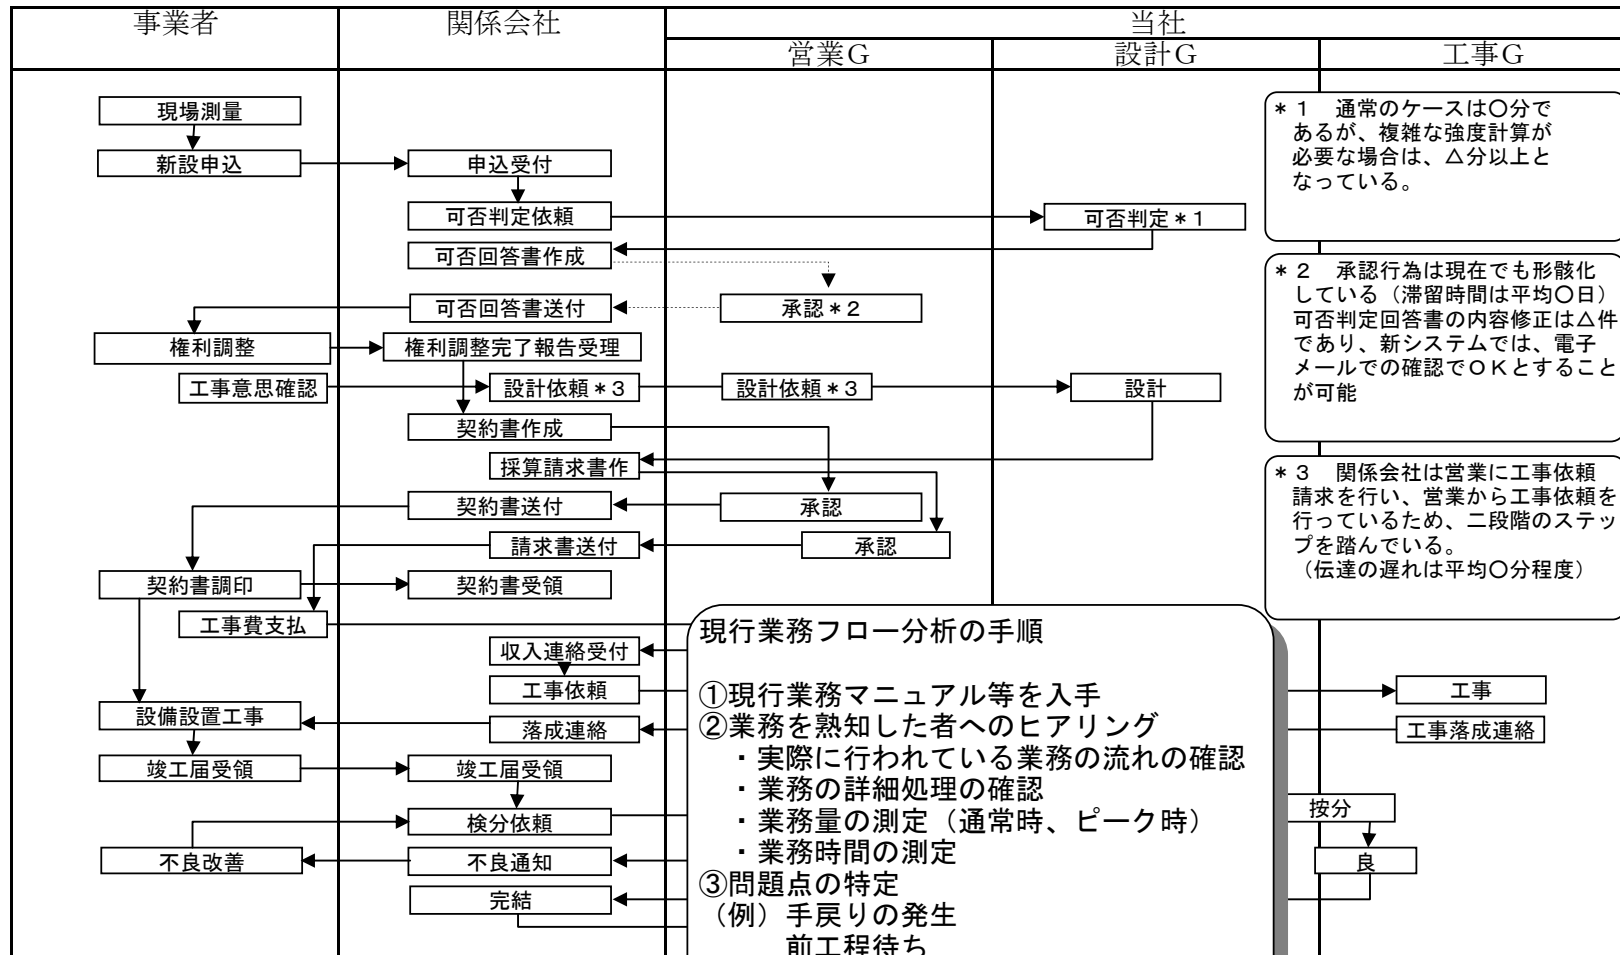 事業者
関係会社
当社
営業G
設計G
工事G
現場測量
新設申込
申込受付
可否判定依頼
可否判定＊１
可否回答書作成
可否回答書送付
承認＊２
権利調整
権利調整完了報告受理
工事意思確認
設計依頼＊３
設計依頼＊３
設計
契約書作成
採算請求書作
契約書送付
承認
請求書送付
承認
契約書調印
契約書受領
工事費支払
収入連絡受付
工事依頼
工事
設備設置工事
落成連絡
工事落成連絡
竣工届受領
竣工届受領
検分依頼
按分
不良改善
不良通知
良
完結
＊１　通常のケースは〇分で
あるが、複雑な強度計算が
必要な場合は、△分以上と
なっている。
＊２　承認行為は現在でも形骸化
している（滞留時間は平均〇日）
可否判定回答書の内容修正は△件
であり、新システムでは、電子
メールでの確認でＯＫとすること
が可能
＊３　関係会社は営業に工事依頼
請求を行い、営業から工事依頼を
行っているため、二段階のステッ
プを踏んでいる。
（伝達の遅れは平均〇分程度）
現行業務フロー分析の手順
①現行業務マニュアル等を入手
②業務を熟知した者へのヒアリング
・実際に行われている業務の流れの確認
・業務の詳細処理の確認
・業務量の測定（通常時、ピーク時）
・業務時間の測定
③問題点の特定
（例）手戻りの発生
前工程待ち